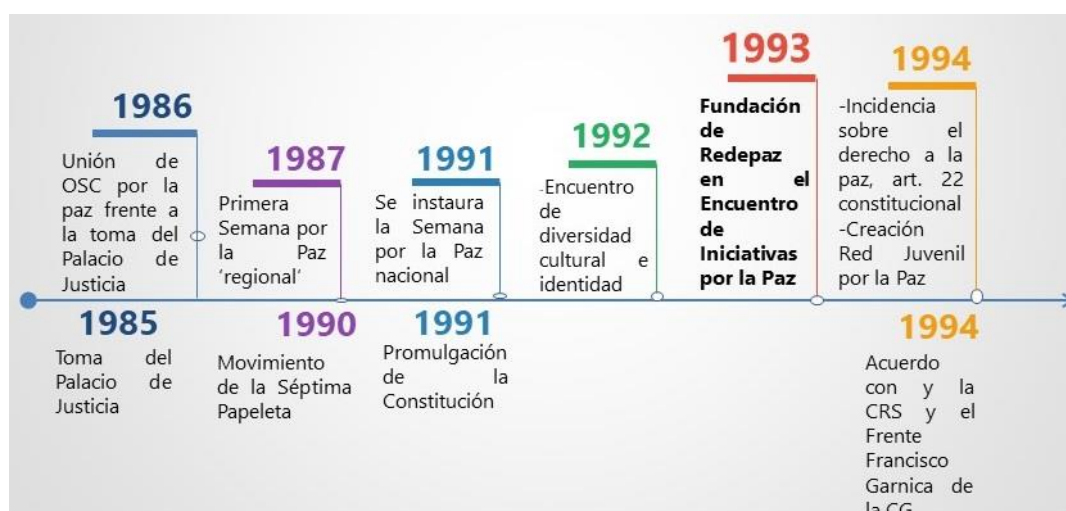 1986
Unión de
OSC por la
paz frente a
la toma del
Palacio de
Justicia
1987
Primera
Semana por
la Paz
‘regional‘
1991
Se instaura
la Semana
por la Paz
nacional
1992
-Encuentro
de
diversidad
cultural e
identidad
1993
Fundación
de
Redepaz
en el
Encuentro
de
Iniciativas
por la Paz
1994
-Incidencia
sobre el
derecho a la
paz, art. 22
constitucional
-Creación
Red Juvenil
por la Paz
1985
Toma del
Palacio de
Justicia
1990
Movimiento
de la Séptima
Papeleta
1991
Promulgación
de la
Constitución
1994
Acuerdo
con y la
CRS y el
Frente
Francisco
Garnica de
la CG